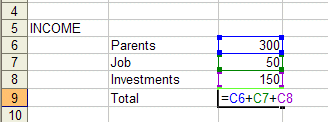 4
5 INCOME
6 Parents 300
7 Job 50
8 Investments 150
9 Total =C6+C7+C8
10